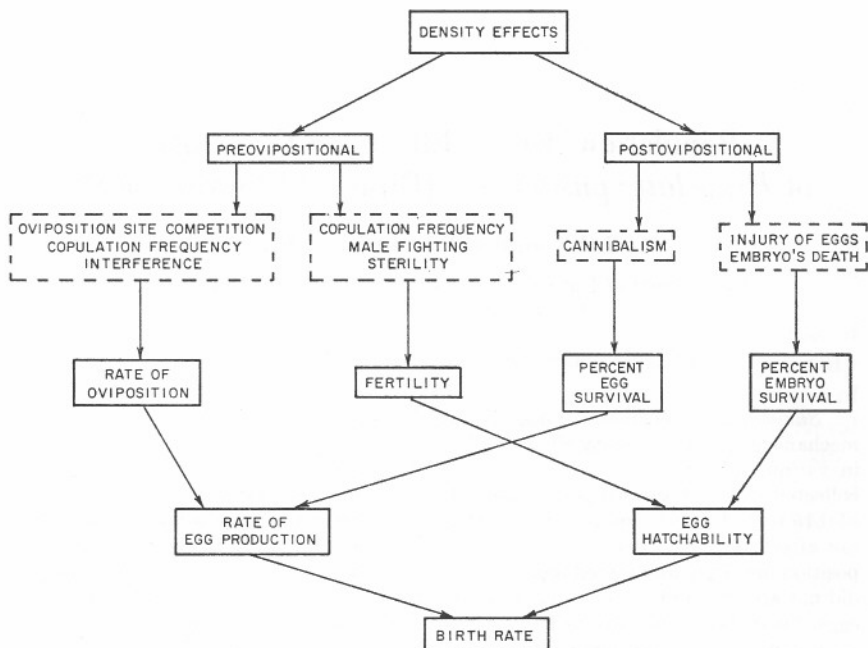 DENSITY EFFECTS
PREOVIPOSITIONAL
POSTOVIPOSITIONAL
OVIPOSITION SITE COMPETITION
COPULATION FREQUENCY
INTERFERENCE
COPULATION FREQUENCY
MALE FIGHTING
STERILITY
CANNIBALISM
INJURY OF EGGS
EMBRYO'S DEATH
RATE OF
OVIPOSITION
FERTILITY
PERCENT
EGG
SURVIVAL
PERCENT
EMBRYO
SURVIVAL
RATE OF
EGG PRODUCTION
EGG
HATCHABILITY
BIRTH RATE